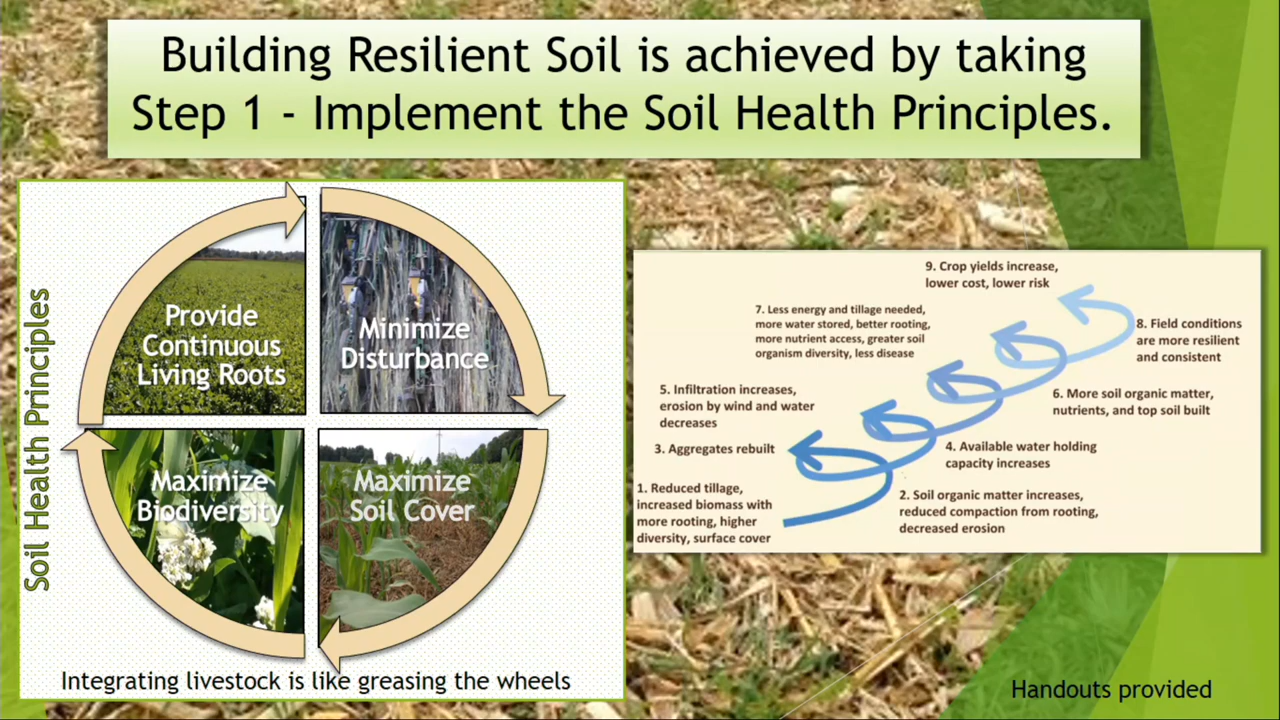 Building Resilient Soil is achieved by taking
Step 1 - Implement the Soil Health Principles.
Soil Health Principles
Provide
Continuous
Living Roots
Minimize
Disturbance
Maximize
Biodiversity
Maximize
Soil Cover
Integrating livestock is like greasing the wheels
9. Crop yields increase,
lower cost, lower risk
7. Less energy and tillage needed,
more water stored, better rooting,
more nutrient access, greater soil
organism diversity, less disease
8. Field conditions
are more resilient
and consistent
5. Infiltration increases,
erosion by wind and water
decreases
6. More soil organic matter,
nutrients, and top soil built
3. Aggregates rebuilt
4. Available water holding
capacity increases
1. Reduced tillage,
increased biomass with
more rooting, higher
diversity, surface cover
2. Soil organic matter increases,
reduced compaction from rooting,
decreased erosion
Handouts provided